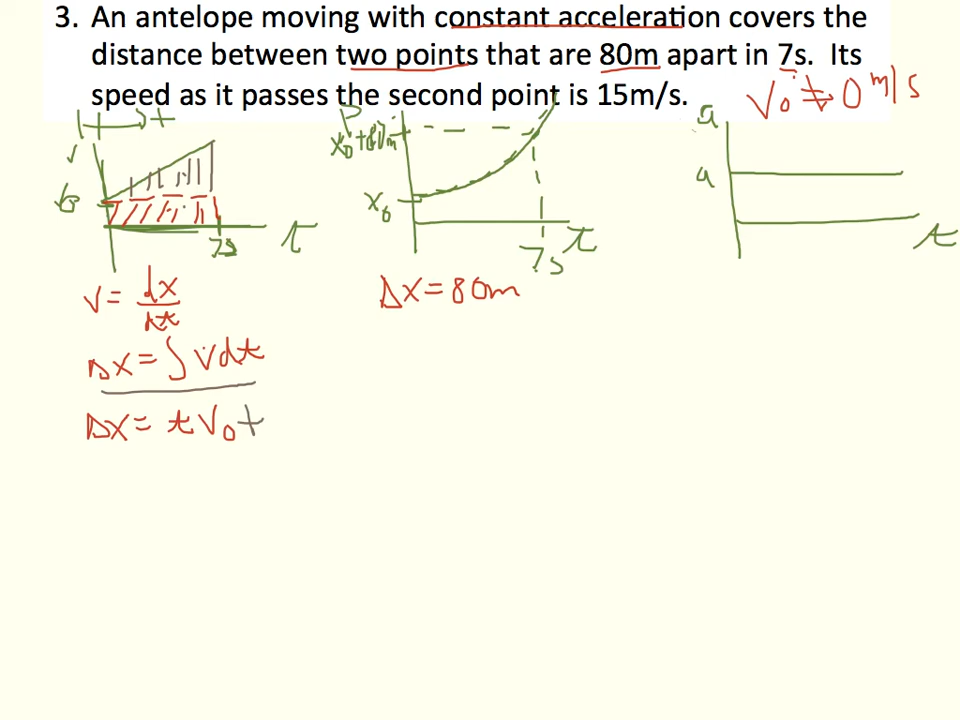 3. An antelope moving with constant acceleration covers the
distance between two points that are 80m apart in 7s. Its
speed as it passes the second point is 15m/s.
V₀ ≠ 0 m/s
+
v
V₀
7s
t
P
x₀+80m
x₀
7s
t
a
a
t
v = dx/dt
Δx = 80m
Δx = ∫ v dt
Δx = t V₀ +